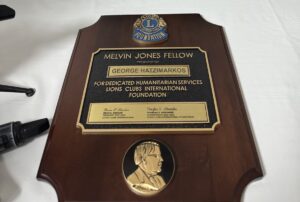 L
FOUNDATION
MELVIN JONES FELLOW
GEORGE HATZIMARKOS
FOR DEDICATED HUMANITARIAN SERVICES
LIONS CLUBS INTERNATIONAL
FOUNDATION